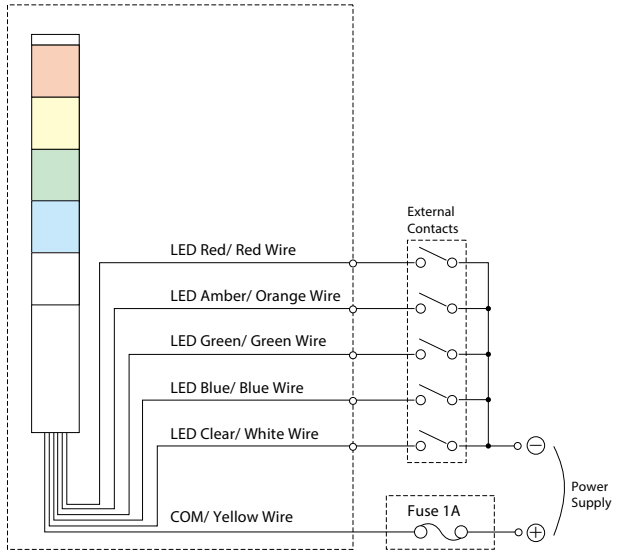 External
Contacts
LED Red/ Red Wire
LED Amber/ Orange Wire
LED Green/ Green Wire
LED Blue/ Blue Wire
LED Clear/ White Wire
COM/ Yellow Wire
Fuse 1A
Power
Supply